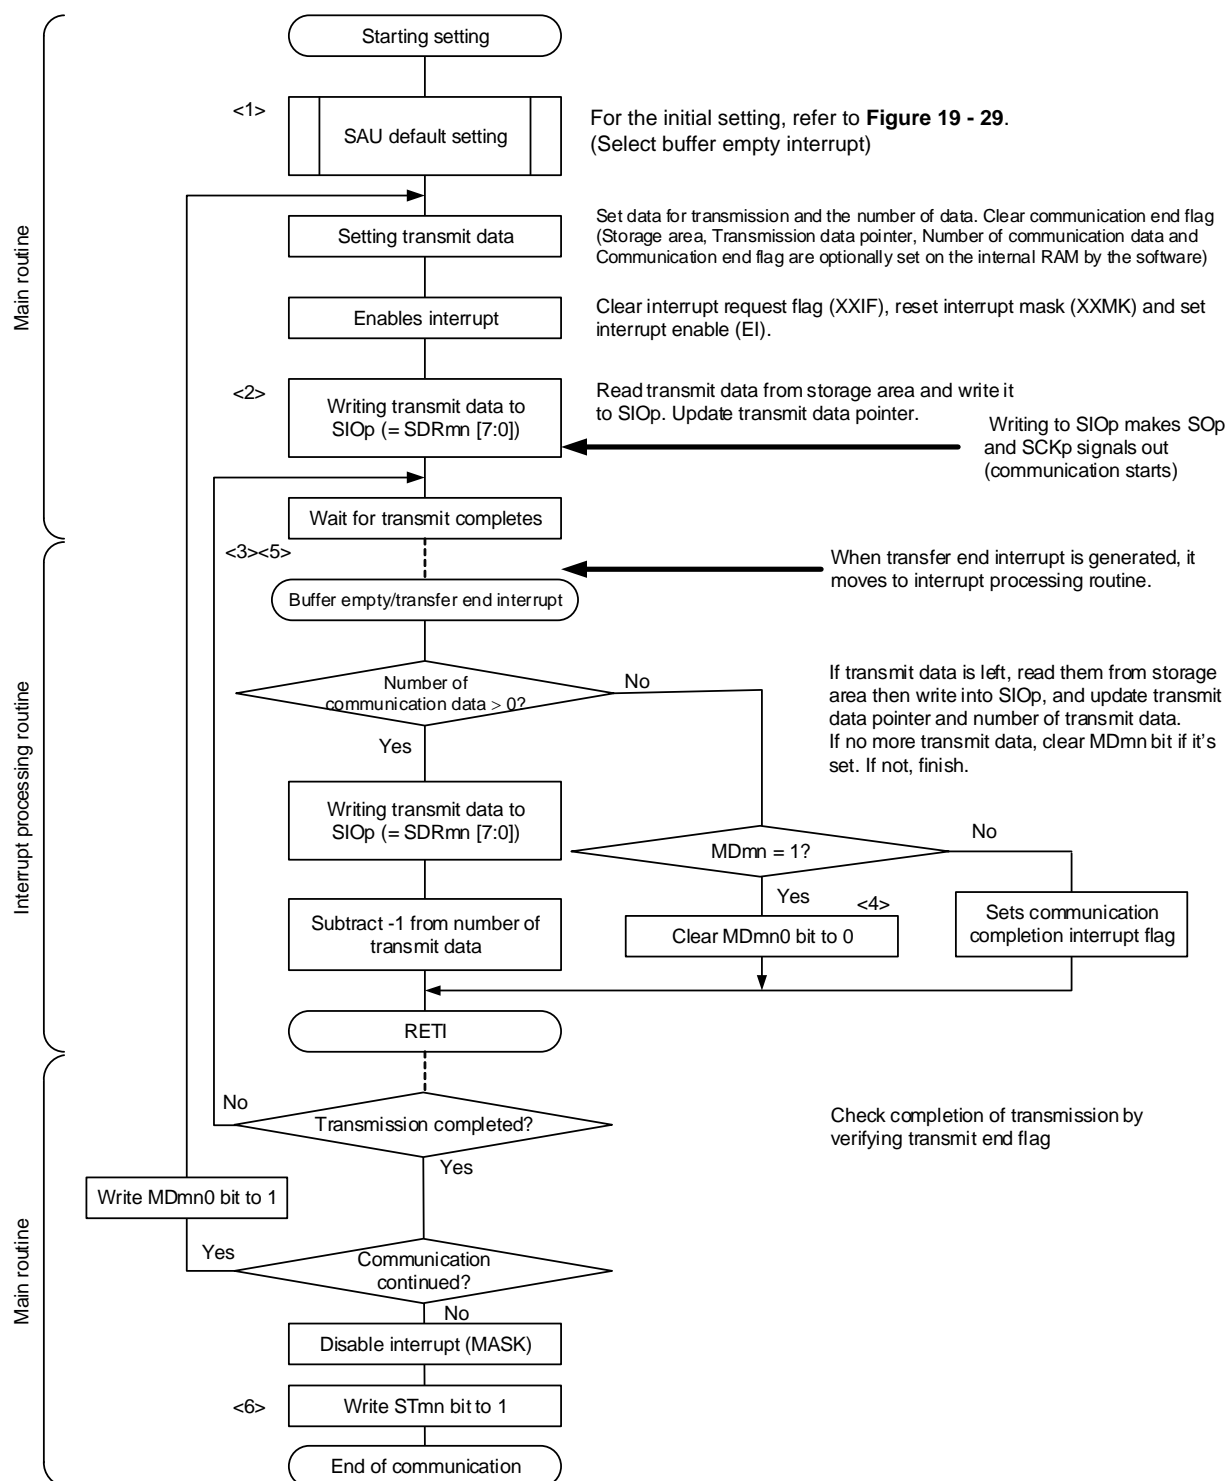 Starting setting
<1>
SAU default setting
For the initial setting, refer to Figure 19 - 29.
(Select buffer empty interrupt)
Main routine
Setting transmit data
Set data for transmission and the number of data. Clear communication end flag
(Storage area, Transmission data pointer, Number of communication data and
Communication end flag are optionally set on the internal RAM by the software)
Enables interrupt
Clear interrupt request flag (XXIF), reset interrupt mask (XXMK) and set
interrupt enable (EI).
<2>
Writing transmit data to
SIOp (= SDRmn [7:0])
Read transmit data from storage area and write it
to SIOp. Update transmit data pointer.
Writing to SIOp makes SOp
and SCKp signals out
(communication starts)
Wait for transmit completes
<3><5>
When transfer end interrupt is generated, it
moves to interrupt processing routine.
Buffer empty/transfer end interrupt
Interrupt processing routine
Number of
communication data > 0?
No
Yes
If transmit data is left, read them from storage
area then write into SIOp, and update transmit
data pointer and number of transmit data.
If no more transmit data, clear MDmn bit if it's
set. If not, finish.
Writing transmit data to
SIOp (= SDRmn [7:0])
MDmn = 1?
No
Yes
<4>
Subtract -1 from number of
transmit data
Clear MDmn0 bit to 0
Sets communication
completion interrupt flag
RETI
No
Transmission completed?
Check completion of transmission by
verifying transmit end flag
Yes
Main routine
Write MDmn0 bit to 1
Yes
Communication
continued?
No
Disable interrupt (MASK)
<6>
Write STmn bit to 1
End of communication